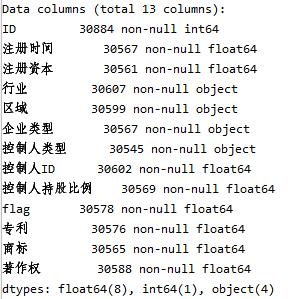 Data columns (total 13 columns):
ID 30884 non-null int64
注册时间 30567 non-null float64
注册资本 30561 non-null float64
行业 30607 non-null object
区域 30599 non-null object
企业类型 30567 non-null object
控制人类型 30545 non-null object
控制人ID 30602 non-null float64
控制人持股比例 30569 non-null float64
flag 30578 non-null float64
专利 30576 non-null float64
商标 30565 non-null float64
著作权 30588 non-null float64
dtypes: float64(8), int64(1), object(4)